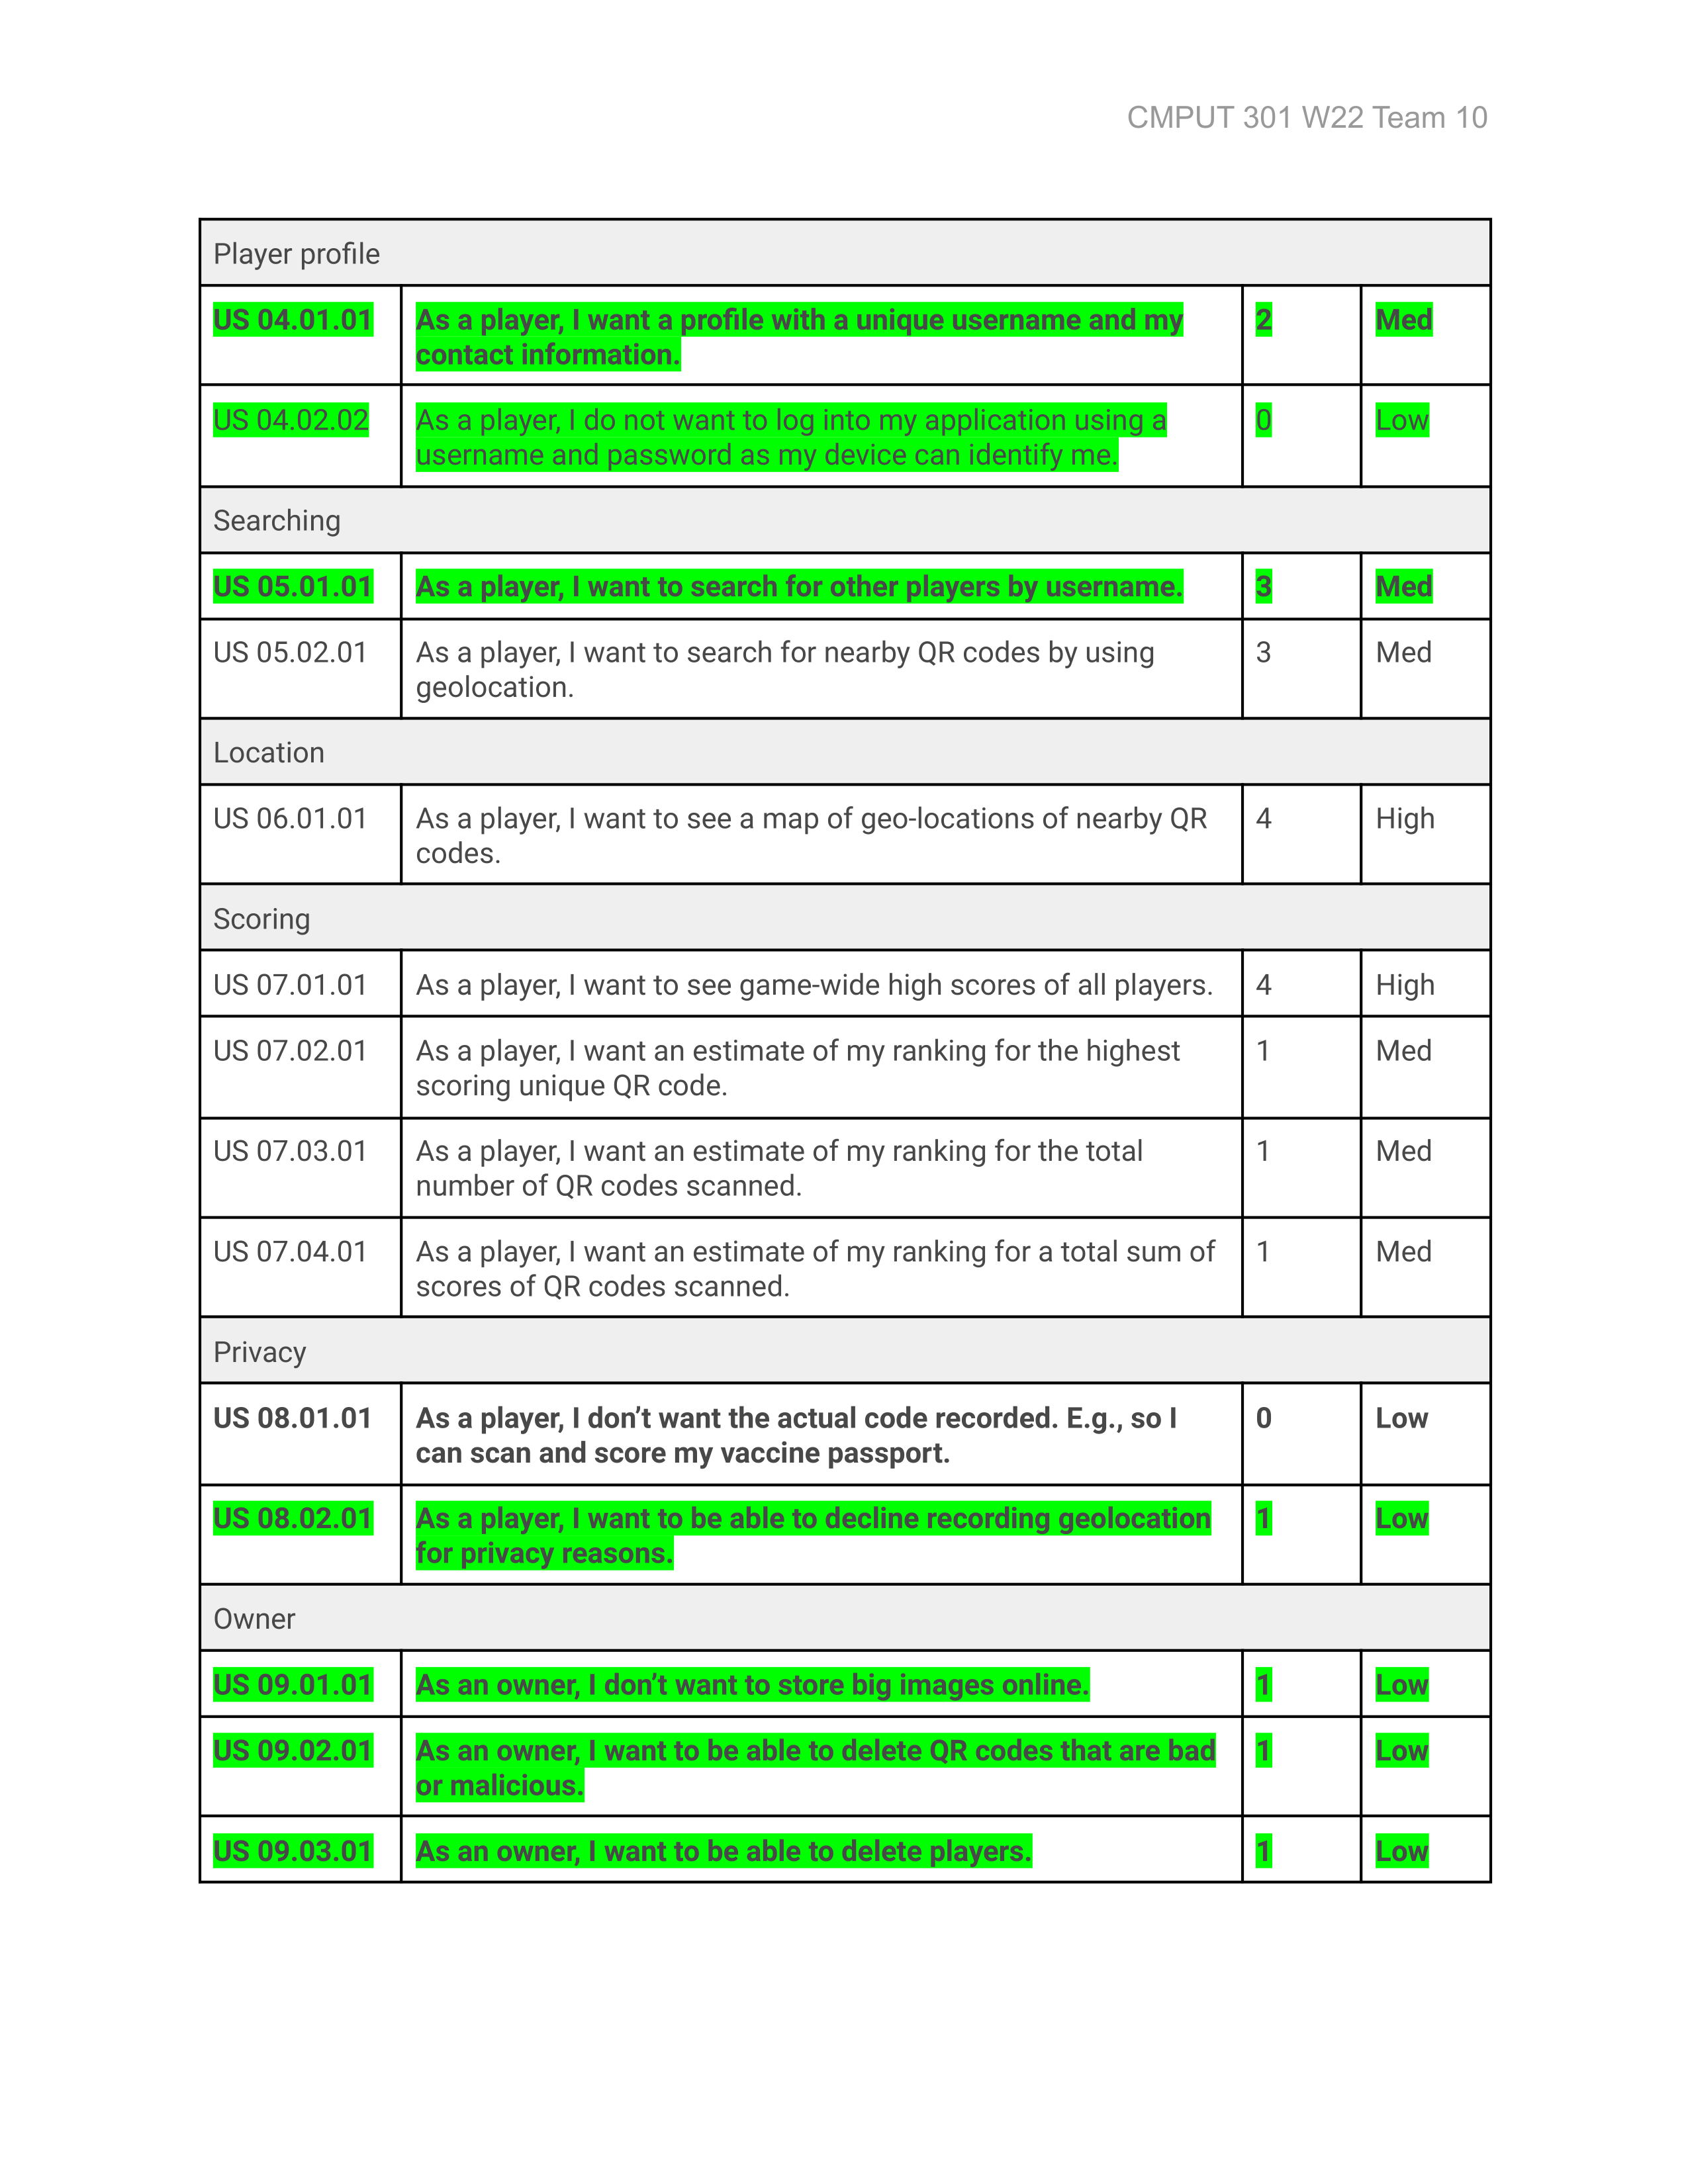 CMPUT 301 W22 Team 10
Player profile
US 04.01.01 As a player, I want a profile with a unique username and my 2 Med
contact information.
US 04.02.02 As a player, I do not want to log into my application using a 0 Low
username and password as my device can identify me.
Searching
US 05.01.01 As a player, I want to search for other players by username. 3 Med
US 05.02.01 As a player, I want to search for nearby QR codes by using 3 Med
geolocation.
Location
US 06.01.01 As a player, I want to see a map of geo-locations of nearby QR 4 High
codes.
Scoring
US 07.01.01 As a player, I want to see game-wide high scores of all players. 4 High
US 07.02.01 As a player, I want an estimate of my ranking for the highest 1 Med
scoring unique QR code.
US 07.03.01 As a player, I want an estimate of my ranking for the total 1 Med
number of QR codes scanned.
US 07.04.01 As a player, I want an estimate of my ranking for a total sum of 1 Med
scores of QR codes scanned.
Privacy
US 08.01.01 As a player, I don’t want the actual code recorded. E.g., so I 0 Low
can scan and score my vaccine passport.
US 08.02.01 As a player, I want to be able to decline recording geolocation 1 Low
for privacy reasons.
Owner
US 09.01.01 As an owner, I don’t want to store big images online. 1 Low
US 09.02.01 As an owner, I want to be able to delete QR codes that are bad 1 Low
or malicious.
US 09.03.01 As an owner, I want to be able to delete players. 1 Low